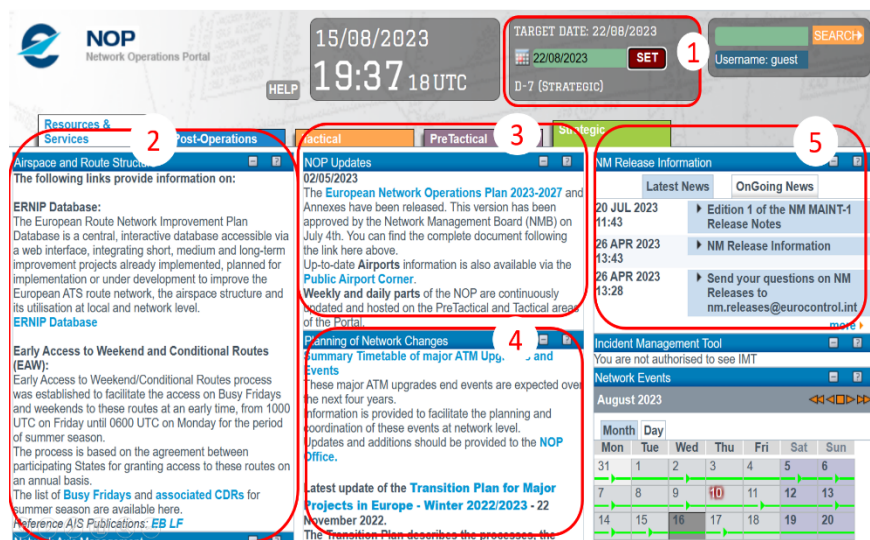 NOP
Network Operations Portal
HELP
15/08/2023
19:37 18 UTC
TARGET DATE: 22/08/2023
22/08/2023
SET
D-7 (STRATEGIC)
1
SEARCH
Username: guest
Resources &
Services
Post-Operations
Tactical
PreTactical
Strategic
2
Airspace and Route Structure
The following links provide information on:
ERNIP Database:
The European Route Network Improvement Plan
Database is a central, interactive database accessible via
a web interface, integrating short, medium and long-term
improvement projects already implemented, planned for
implementation or under development to improve the
European ATS route network, the airspace structure and
its utilisation at local and network level.
ERNIP Database
Early Access to Weekend and Conditional Routes
(EAW):
Early Access to Weekend/Conditional Routes process
was established to facilitate the access on Busy Fridays
and weekends to these routes at an early time, from 1000
UTC on Friday until 0600 UTC on Monday for the period
of summer season.
The process is based on the agreement between
participating States for granting access to these routes on
an annual basis.
The list of Busy Fridays and associated CDRs for
summer season are available here.
Reference AIS Publications: EB LF
3
NOP Updates
02/05/2023
The European Network Operations Plan 2023-2027 and
Annexes have been released. This version has been
approved by the Network Management Board (NMB) on
July 4th. You can find the complete document following
the link here above.
Up-to-date Airports information is also available via the
Public Airport Corner.
Weekly and daily parts of the NOP are continuously
updated and hosted on the PreTactical and Tactical areas
of the Portal.
4
Planning of Network Changes
Summary Timetable of major ATM Upgrades and
Events
These major ATM upgrades end events are expected over
the next four years.
Information is provided to facilitate the planning and
coordination of these events at network level.
Updates and additions should be provided to the NOP
Office.
Latest update of the Transition Plan for Major
Projects in Europe - Winter 2022/2023 - 22
November 2022.
The Transition Plan describes the processes, the
5
NM Release Information
Latest News OnGoing News
20 JUL 2023
11:43
Edition 1 of the NM MAINT-1
Release Notes
26 APR 2023
13:43
NM Release Information
26 APR 2023
13:28
Send your questions on NM
Releases to
nm.releases@eurocontrol.int
more
Incident Management Tool
You are not authorised to see IMT
Network Events
August 2023
Month Day
Mon Tue Wed Thu Fri Sat Sun
31 1 2 3 4 5 6
7 8 9 10 11 12 13
14 15 16 17 18 19 20